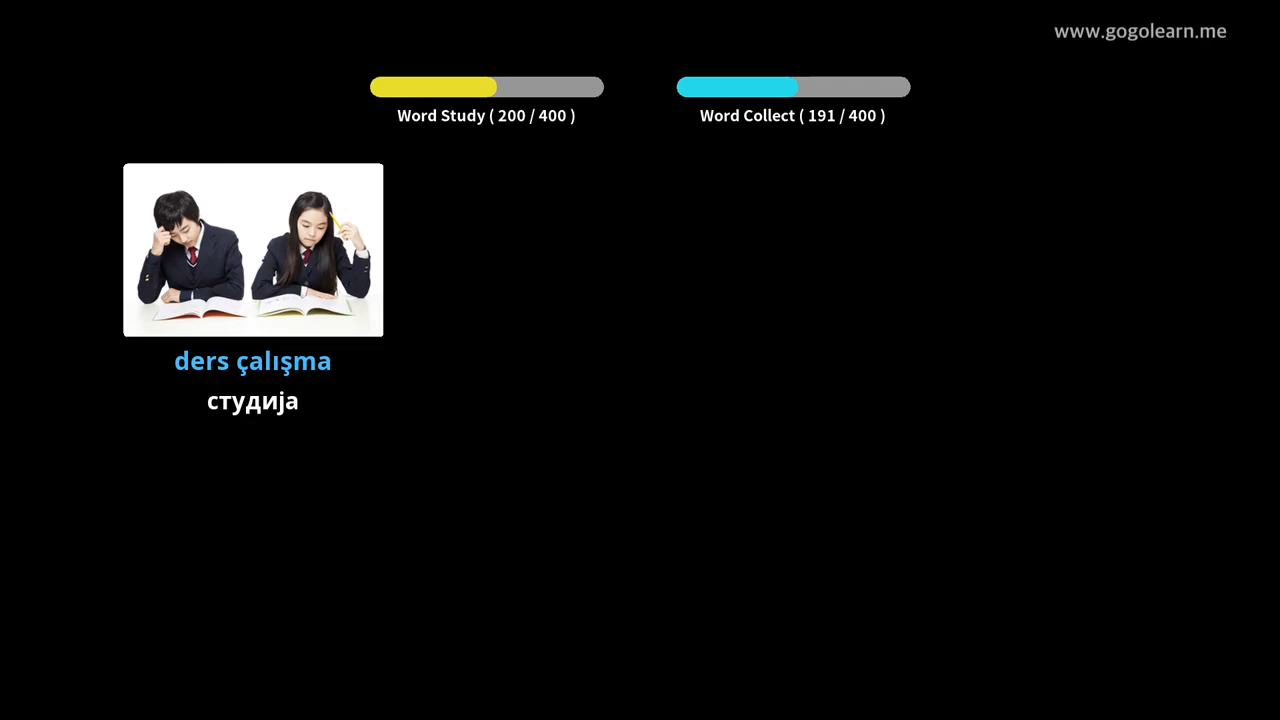 www.gogolearn.me
Word Study ( 200 / 400 )
Word Collect ( 191 / 400 )
ders çalışma
студија